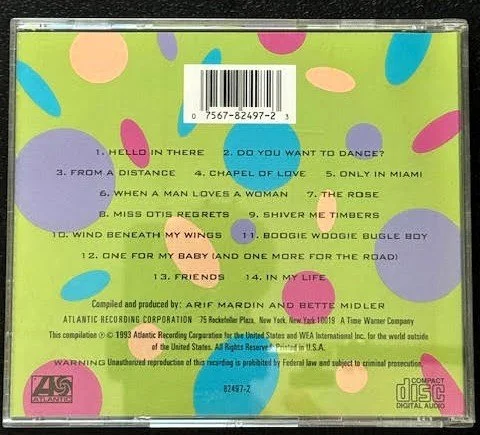 0 7567-82497-2 3
1. HELLO IN THERE 2. DO YOU WANT TO DANCE?
3. FROM A DISTANCE 4. CHAPEL OF LOVE 5. ONLY IN MIAMI
6. WHEN A MAN LOVES A WOMAN 7. THE ROSE
8. MISS OTIS REGRETS 9. SHIVER ME TIMBERS
10. WIND BENEATH MY WINGS 11. BOOGIE WOOGIE BUGLE BOY
12. ONE FOR MY BABY (AND ONE MORE FOR THE ROAD)
13. FRIENDS 14. IN MY LIFE
Compiled and produced by: ARIF MARDIN AND BETTE MIDLER
ATLANTIC RECORDING CORPORATION 75 Rockefeller Plaza, New York, New York 10019 A Time Warner Company
This compilation ℗ © 1993 Atlantic Recording Corporation for the United States and WEA International Inc. for the world outside
of the United States. All Rights Reserved. Printed in U.S.A.
WARNING Unauthorized reproduction of this recording is prohibited by Federal law and subject to criminal prosecution.
82497-2
ATLANTIC
COMPACT
disc
DIGITAL AUDIO